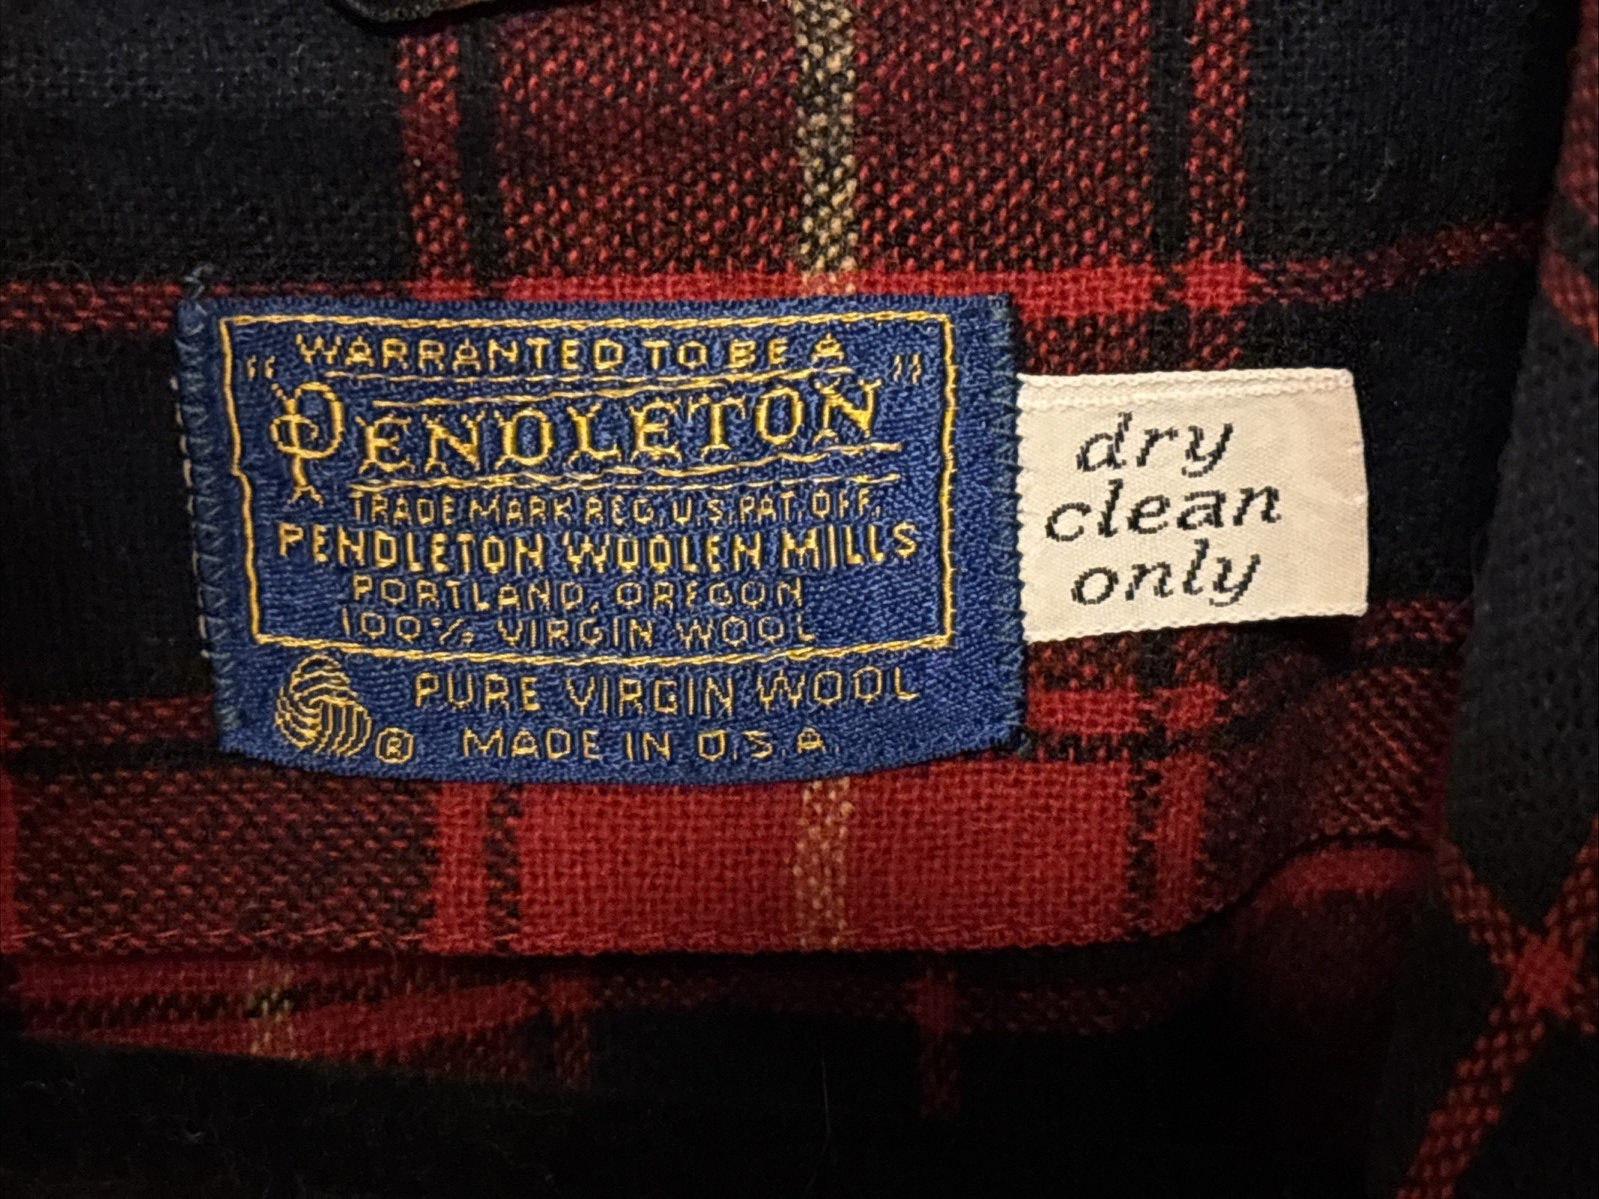 "WARRANTED TO BE A"
PENDLETON
TRADE MARK REG. U.S. PAT. OFF.
PENDLETON WOOLEN MILLS
PORTLAND, OREGON
100% VIRGIN WOOL
PURE VIRGIN WOOL
® MADE IN U.S.A.
dry
clean
only